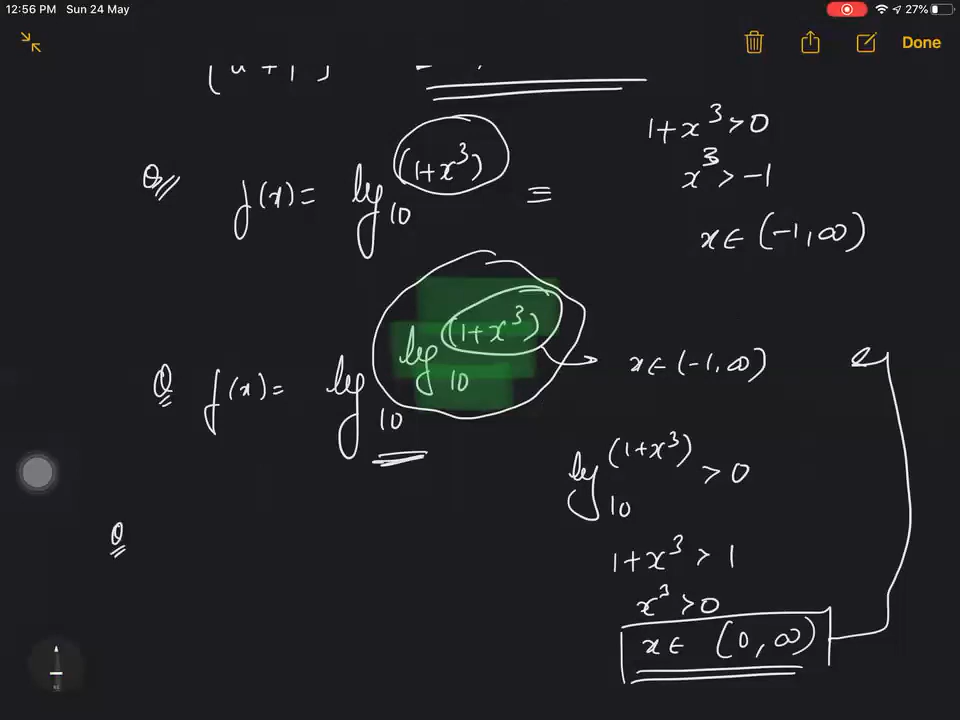 12:56 PM Sun 24 May 27%
Done
Q f(x) = log₁₀ (1+x³) ≡
1+x³ > 0
x³ > -1
x ∈ (-1, ∞)
Q f(x) = log₁₀ log₁₀ (1+x³) → x ∈ (-1, ∞)
log₁₀ (1+x³) > 0
1+x³ > 1
x³ > 0
x ∈ (0, ∞)
Q